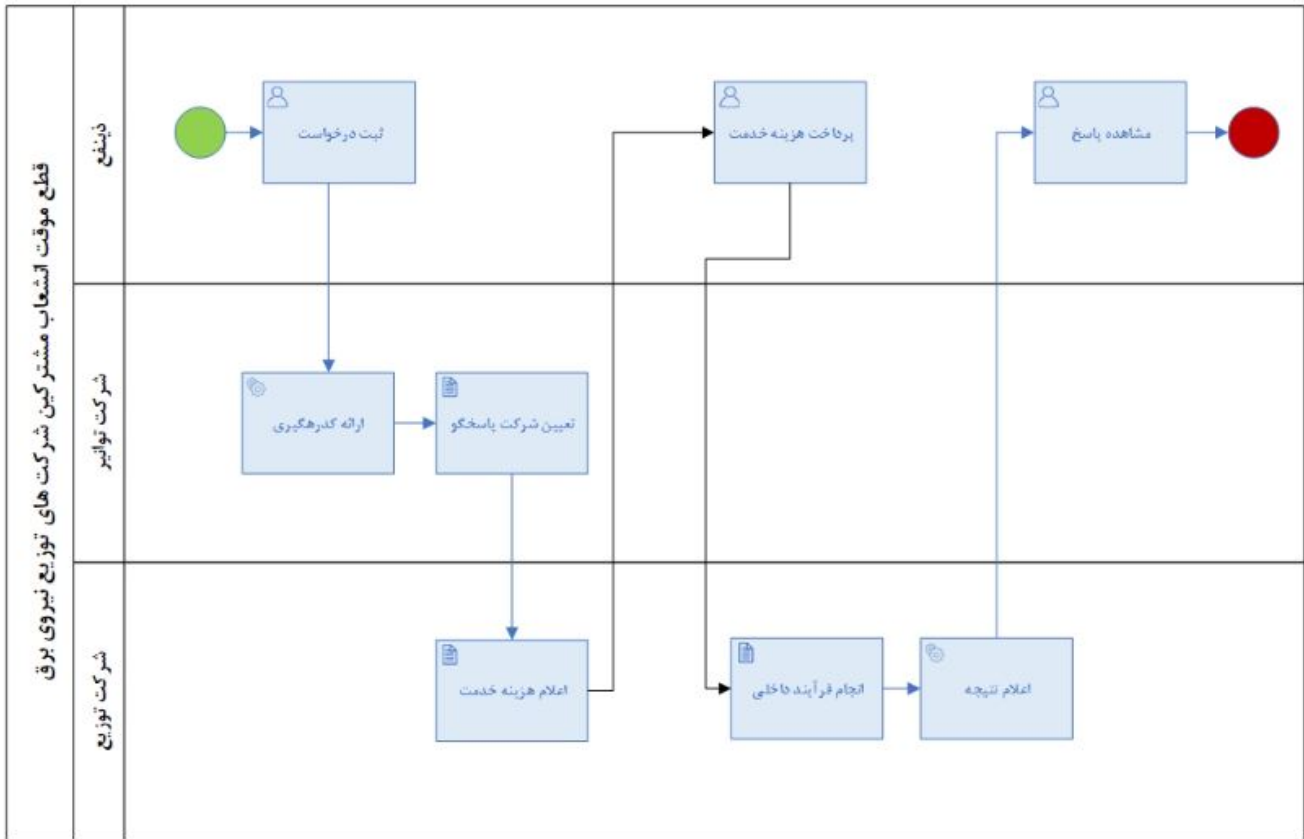 قطع موقت انشعاب مشترکین شرکت های توزیع نیروی برق
ذینفع
ثبت درخواست
پرداخت هزینه خدمت
مشاهده پاسخ
شرکت توانیر
ارائه کدرهگیری
تعیین شرکت پاسخگو
شرکت توزیع
اعلام هزینه خدمت
انجام فرآیند داخلی
اعلام نتیجه